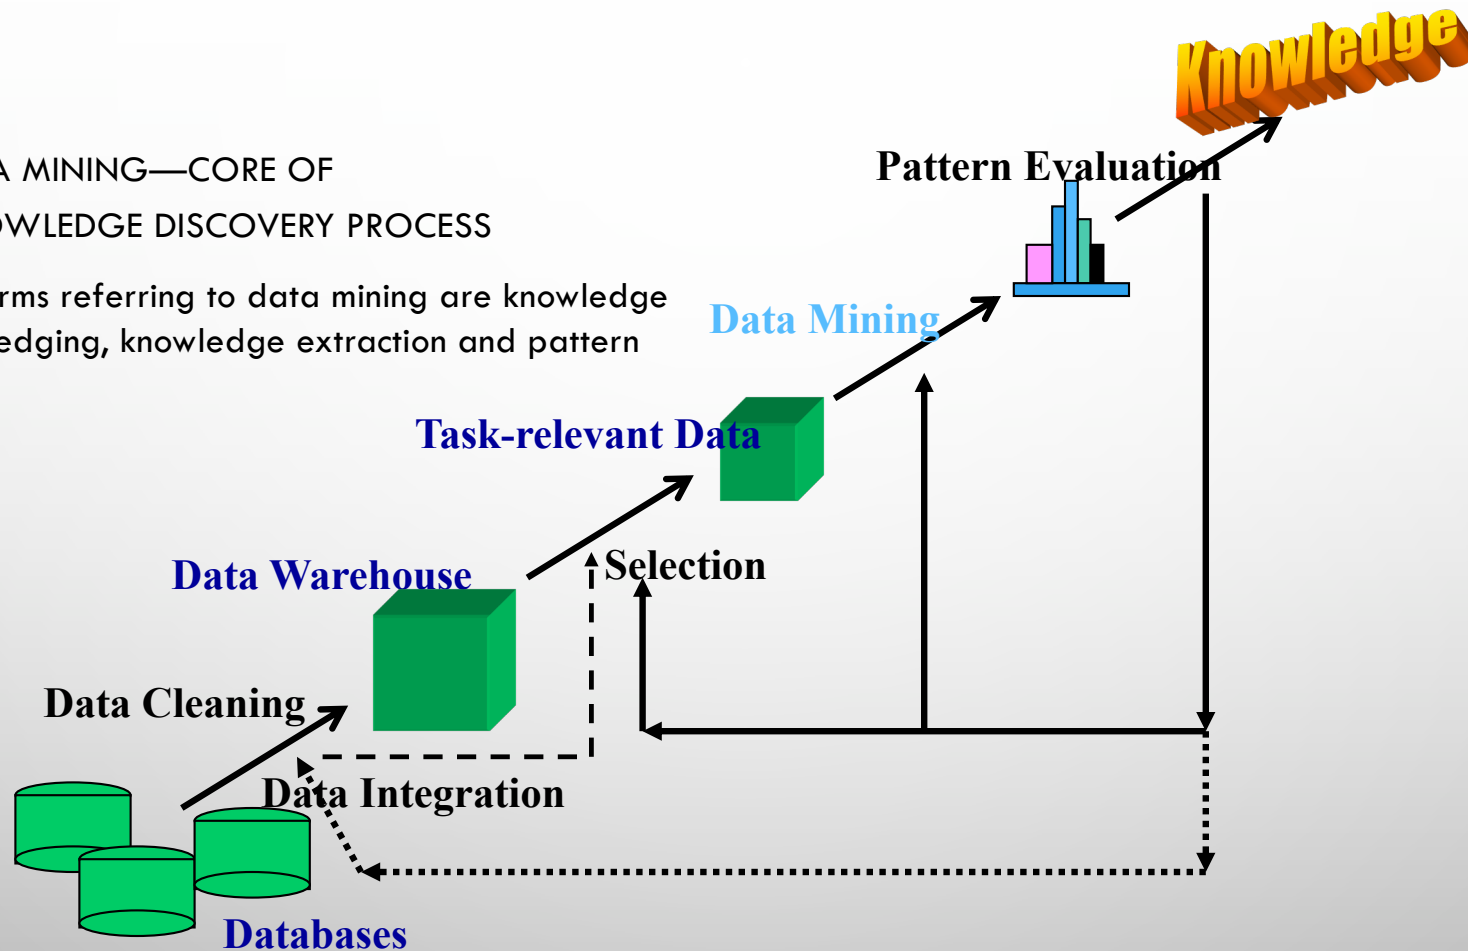 Knowledge
A MINING—CORE OF
OWLEDGE DISCOVERY PROCESS
rms referring to data mining are knowledge
edging, knowledge extraction and pattern
Pattern Evaluation
Data Mining
Task-relevant Data
Selection
Data Warehouse
Data Cleaning
Data Integration
Databases